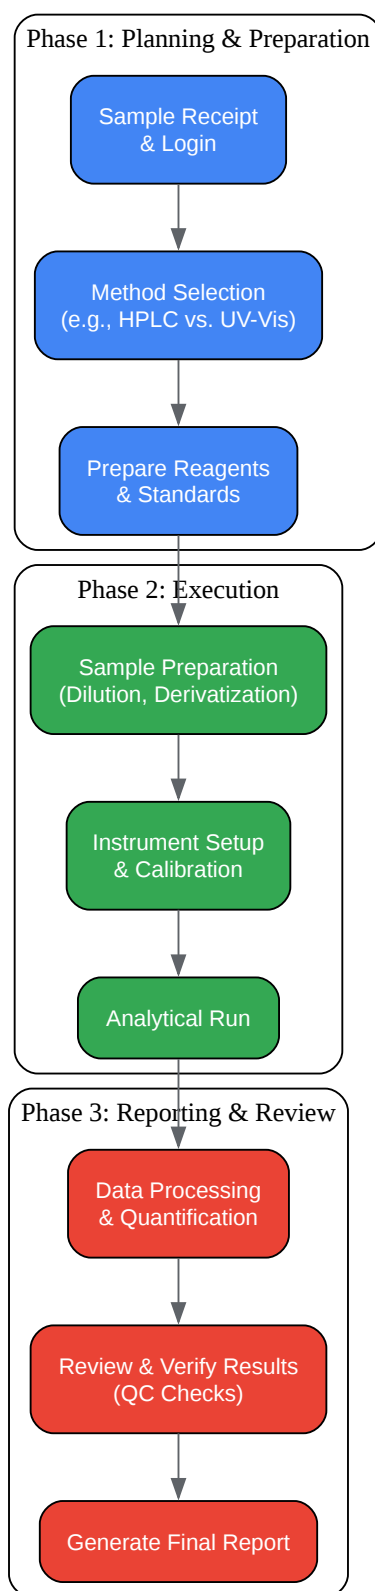 Phase 1: Planning & Preparation
Sample Receipt
& Login
Method Selection
(e.g., HPLC vs. UV-Vis)
Prepare Reagents
& Standards
Phase 2: Execution
Sample Preparation
(Dilution, Derivatization)
Instrument Setup
& Calibration
Analytical Run
Phase 3: Reporting & Review
Data Processing
& Quantification
Review & Verify Results
(QC Checks)
Generate Final Report